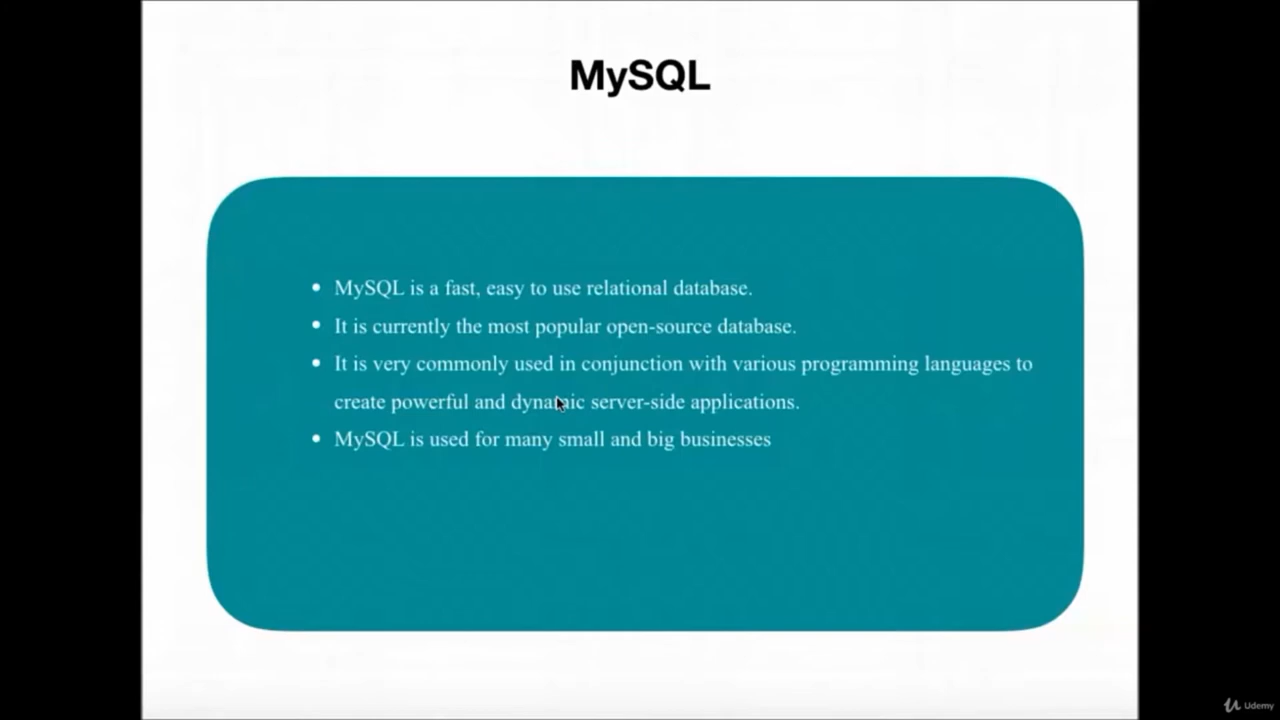 MySQL
• MySQL is a fast, easy to use relational database.
• It is currently the most popular open-source database.
• It is very commonly used in conjunction with various programming languages to
create powerful and dynamic server-side applications.
• MySQL is used for many small and big businesses
Udemy